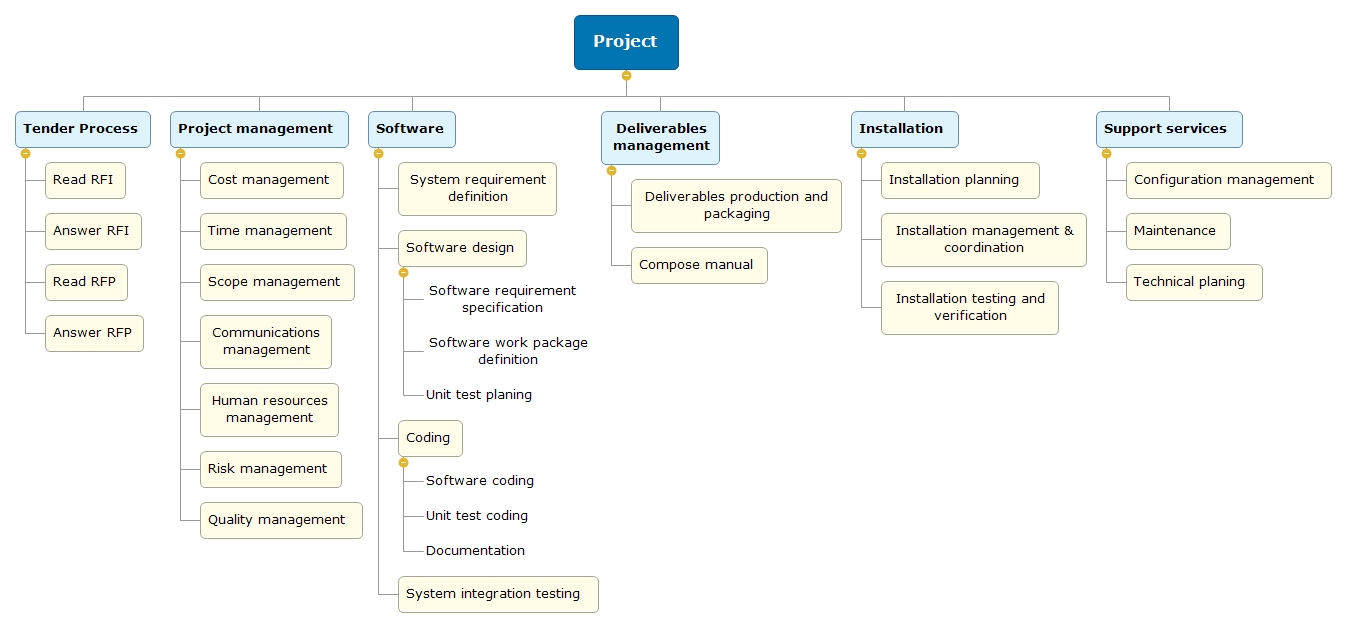 Project
Tender Process
Read RFI
Answer RFI
Read RFP
Answer RFP
Project management
Cost management
Time management
Scope management
Communications
management
Human resources
management
Risk management
Quality management
Software
System requirement
definition
Software design
Software requirement
specification
Software work package
definition
Unit test planing
Coding
Software coding
Unit test coding
Documentation
System integration testing
Deliverables
management
Deliverables production and
packaging
Compose manual
Installation
Installation planning
Installation management &
coordination
Installation testing and
verification
Support services
Configuration management
Maintenance
Technical planing